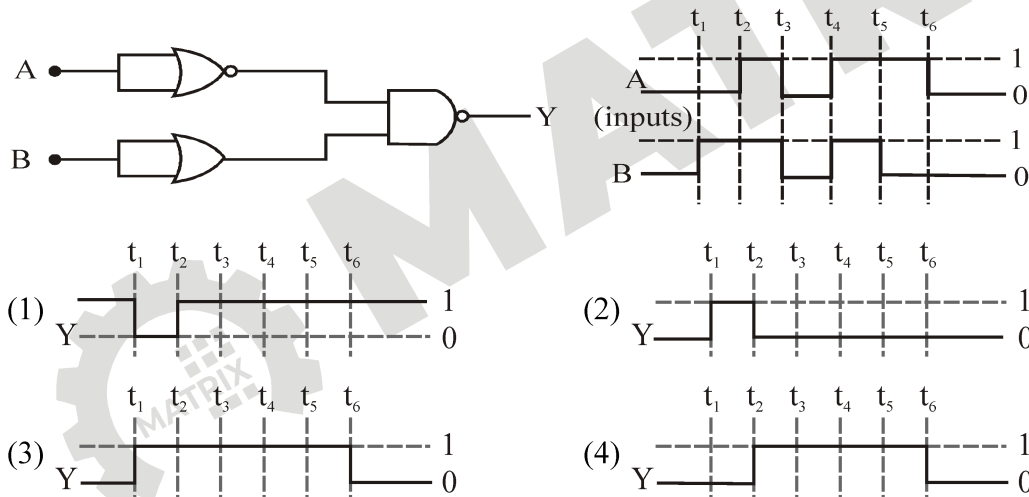 A
B
Y
t₁ t₂ t₃ t₄ t₅ t₆
A
(inputs)
B
1
0
1
0
(1)
t₁ t₂ t₃ t₄ t₅ t₆
Y
1
0
(2)
t₁ t₂ t₃ t₄ t₅ t₆
Y
1
0
(3)
t₁ t₂ t₃ t₄ t₅ t₆
Y
1
0
(4)
t₁ t₂ t₃ t₄ t₅ t₆
Y
1
0
MATRIX
MATR